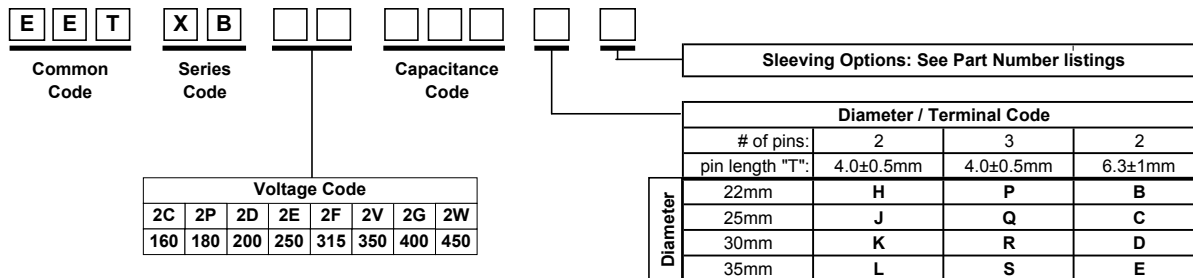 E E T X B
Common Code
Series Code
Capacitance Code
Sleeving Options: See Part Number listings
Diameter / Terminal Code
# of pins: 2 3 2
pin length "T": 4.0±0.5mm 4.0±0.5mm 6.3±1mm
Diameter
22mm H P B
25mm J Q C
30mm K R D
35mm L S E
Voltage Code
2C 2P 2D 2E 2F 2V 2G 2W
160 180 200 250 315 350 400 450